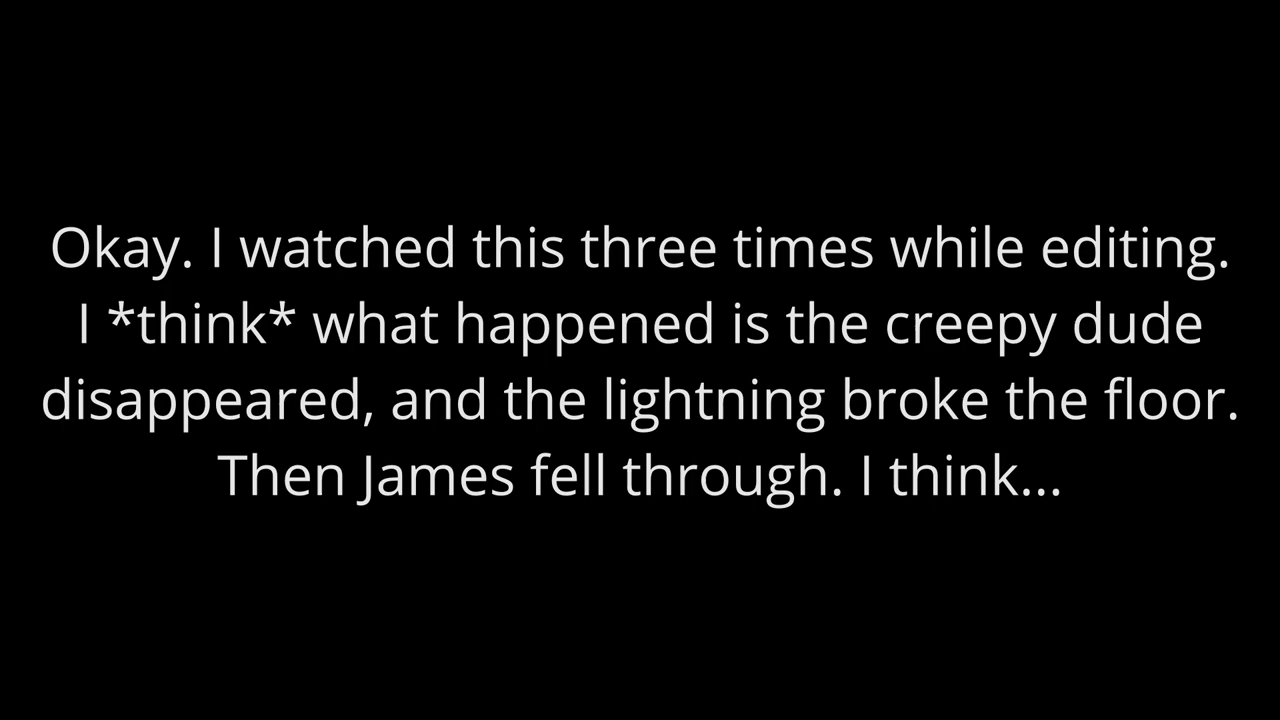 Okay. I watched this three times while editing.
I *think* what happened is the creepy dude
disappeared, and the lightning broke the floor.
Then James fell through. I think...